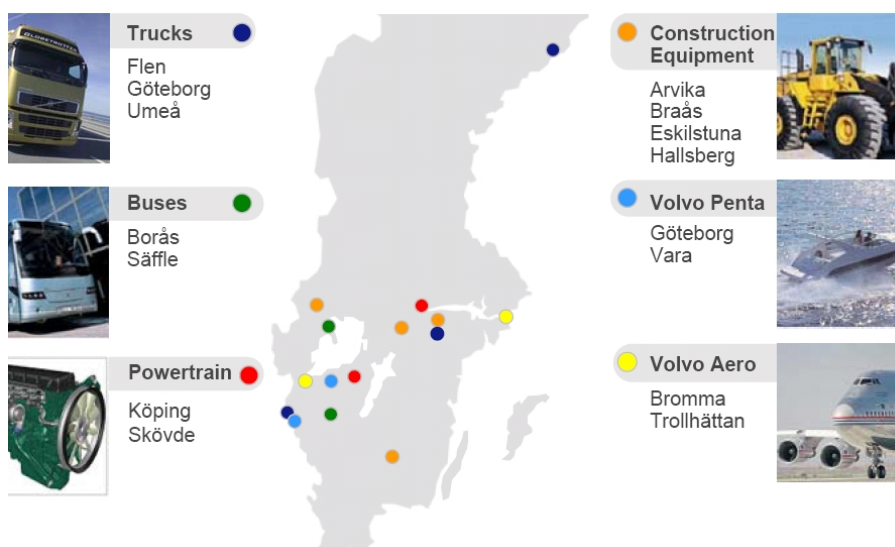 GLOBETROTTER
Trucks
Flen
Göteborg
Umeå
Buses
Borås
Säffle
Powertrain
Köping
Skövde
Construction
Equipment
Arvika
Braås
Eskilstuna
Hallsberg
Volvo Penta
Göteborg
Vara
Volvo Aero
Bromma
Trollhättan